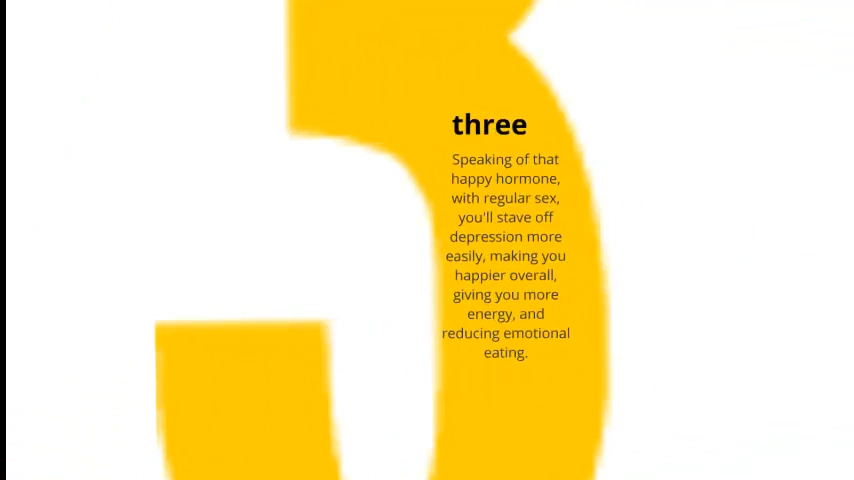 three
Speaking of that
happy hormone,
with regular sex,
you'll stave off
depression more
easily, making you
happier overall,
giving you more
energy, and
reducing emotional
eating.